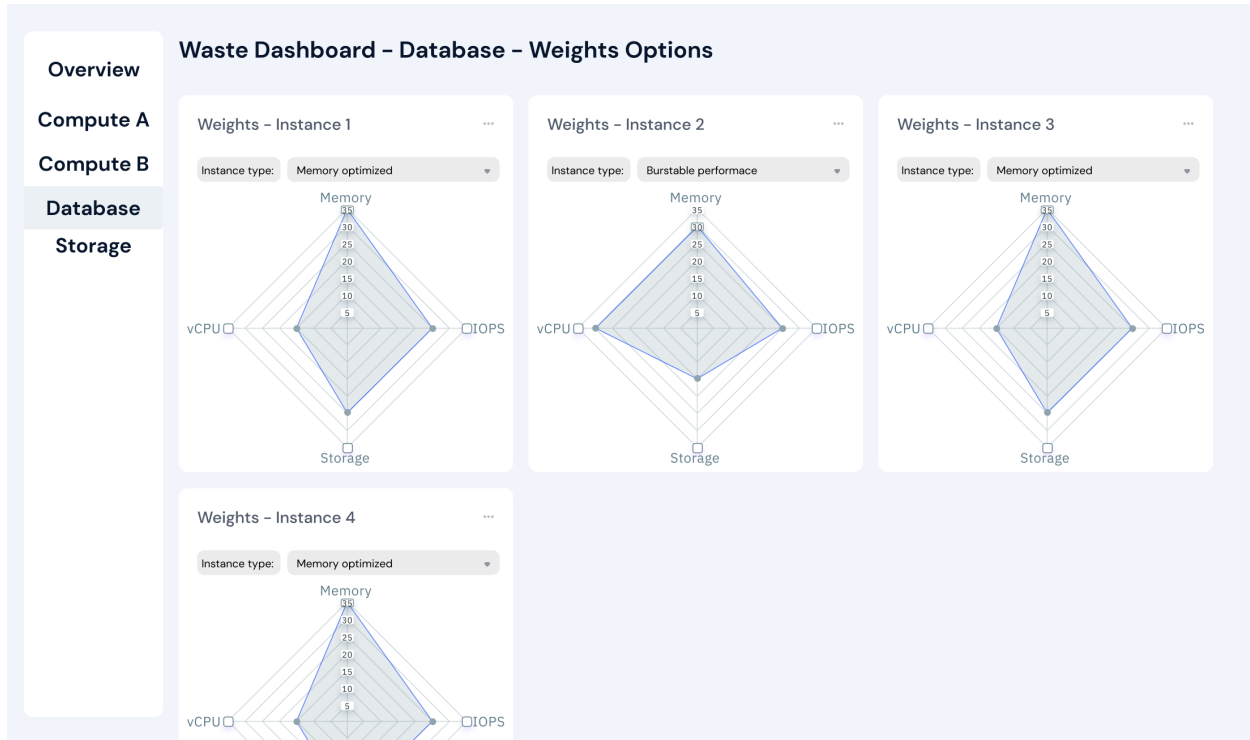 Waste Dashboard - Database - Weights Options
Overview
Compute A
Compute B
Database
Storage
Weights - Instance 1
...
Instance type:
Memory optimized
Memory
35
30
25
20
15
10
5
vCPU
IOPS
Storage
Weights - Instance 2
...
Instance type:
Burstable performace
Memory
35
30
25
20
15
10
5
vCPU
IOPS
Storage
Weights - Instance 3
...
Instance type:
Memory optimized
Memory
35
30
25
20
15
10
5
vCPU
IOPS
Storage
Weights - Instance 4
...
Instance type:
Memory optimized
Memory
35
30
25
20
15
10
5
vCPU
IOPS